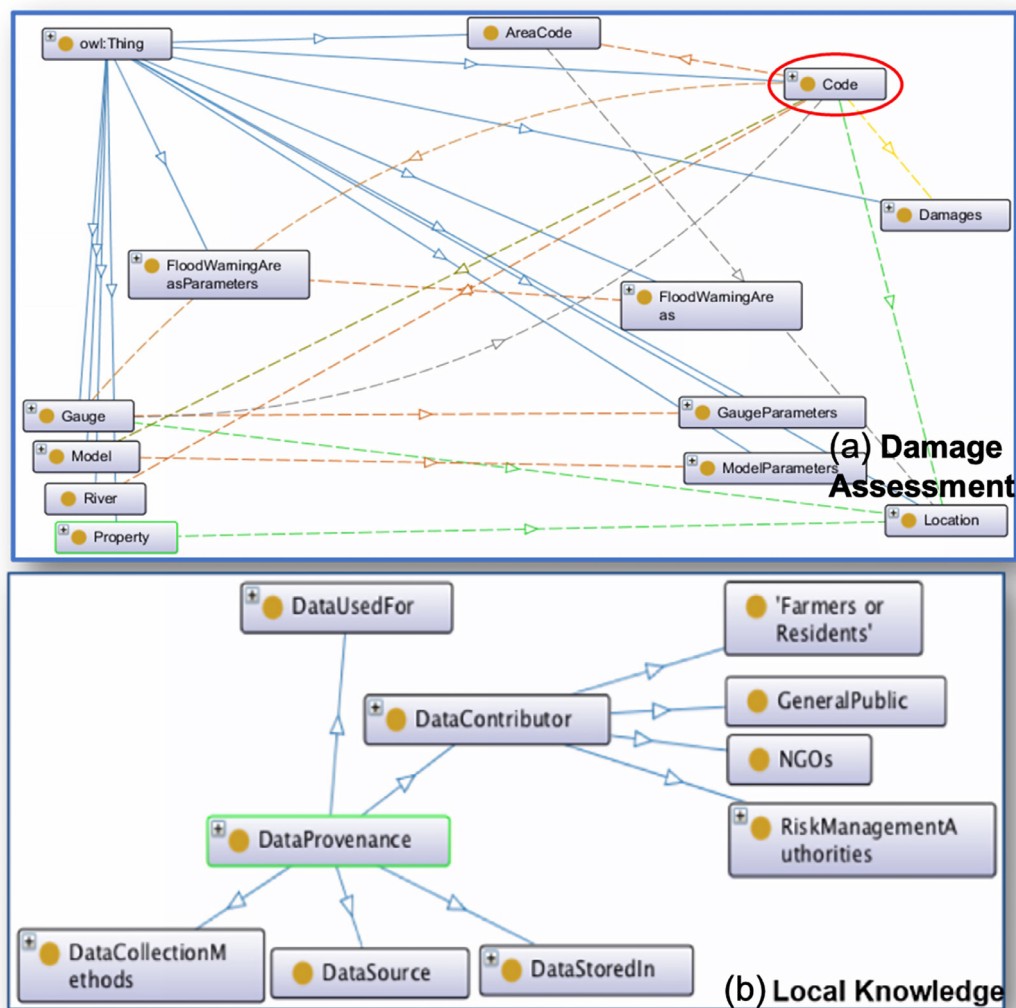 owl:Thing
AreaCode
Code
Damages
FloodWarningAre
asParameters
FloodWarningAre
as
Gauge
GaugeParameters
Model
ModelParameters
(a) Damage
Assessment
River
Location
Property
DataUsedFor
'Farmers or
Residents'
DataContributor
GeneralPublic
NGOs
DataProvenance
RiskManagementA
uthorities
DataCollectionM
ethods
DataSource
DataStoredIn
(b) Local Knowledge